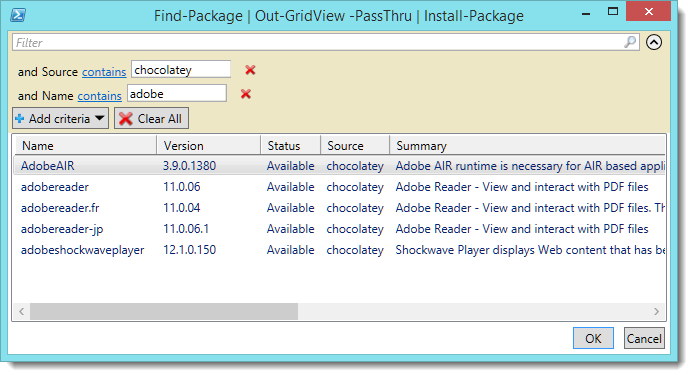 Find-Package | Out-GridView -PassThru | Install-Package
Filter
and Source contains chocolatey
and Name contains adobe
Add criteria Clear All
Name Version Status Source Summary
AdobeAIR 3.9.0.1380 Available chocolatey Adobe AIR runtime is necessary for AIR based appli
adobereader 11.0.06 Available chocolatey Adobe Reader - View and interact with PDF files
adobereader.fr 11.0.04 Available chocolatey Adobe Reader - View and interact with PDF files. Th
adobereader-jp 11.0.06.1 Available chocolatey Adobe Reader - View and interact with PDF files
adobeshockwaveplayer 12.1.0.150 Available chocolatey Shockwave Player displays Web content that has be
OK Cancel